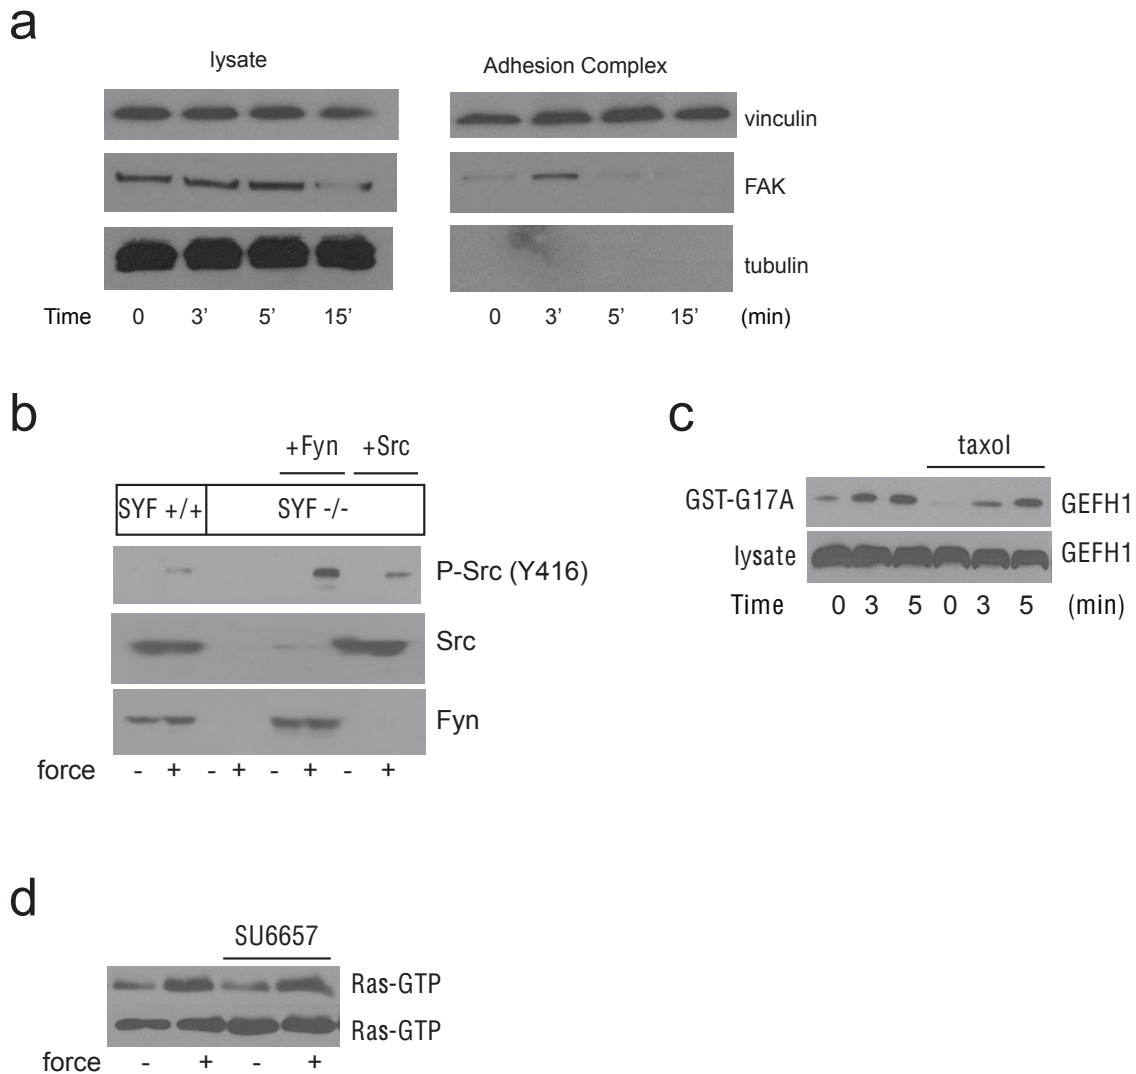 a
lysate
Adhesion Complex
vinculin
FAK
tubulin
Time 0 3’ 5’ 15’ 0 3’ 5’ 15’ (min)
b
+Fyn +Src
SYF +/+ SYF -/-
P-Src (Y416)
Src
Fyn
force - + - + - + - +
c
taxol
GST-G17A GEFH1
lysate GEFH1
Time 0 3 5 0 3 5 (min)
d
SU6657
Ras-GTP
Ras-GTP
force - + - +